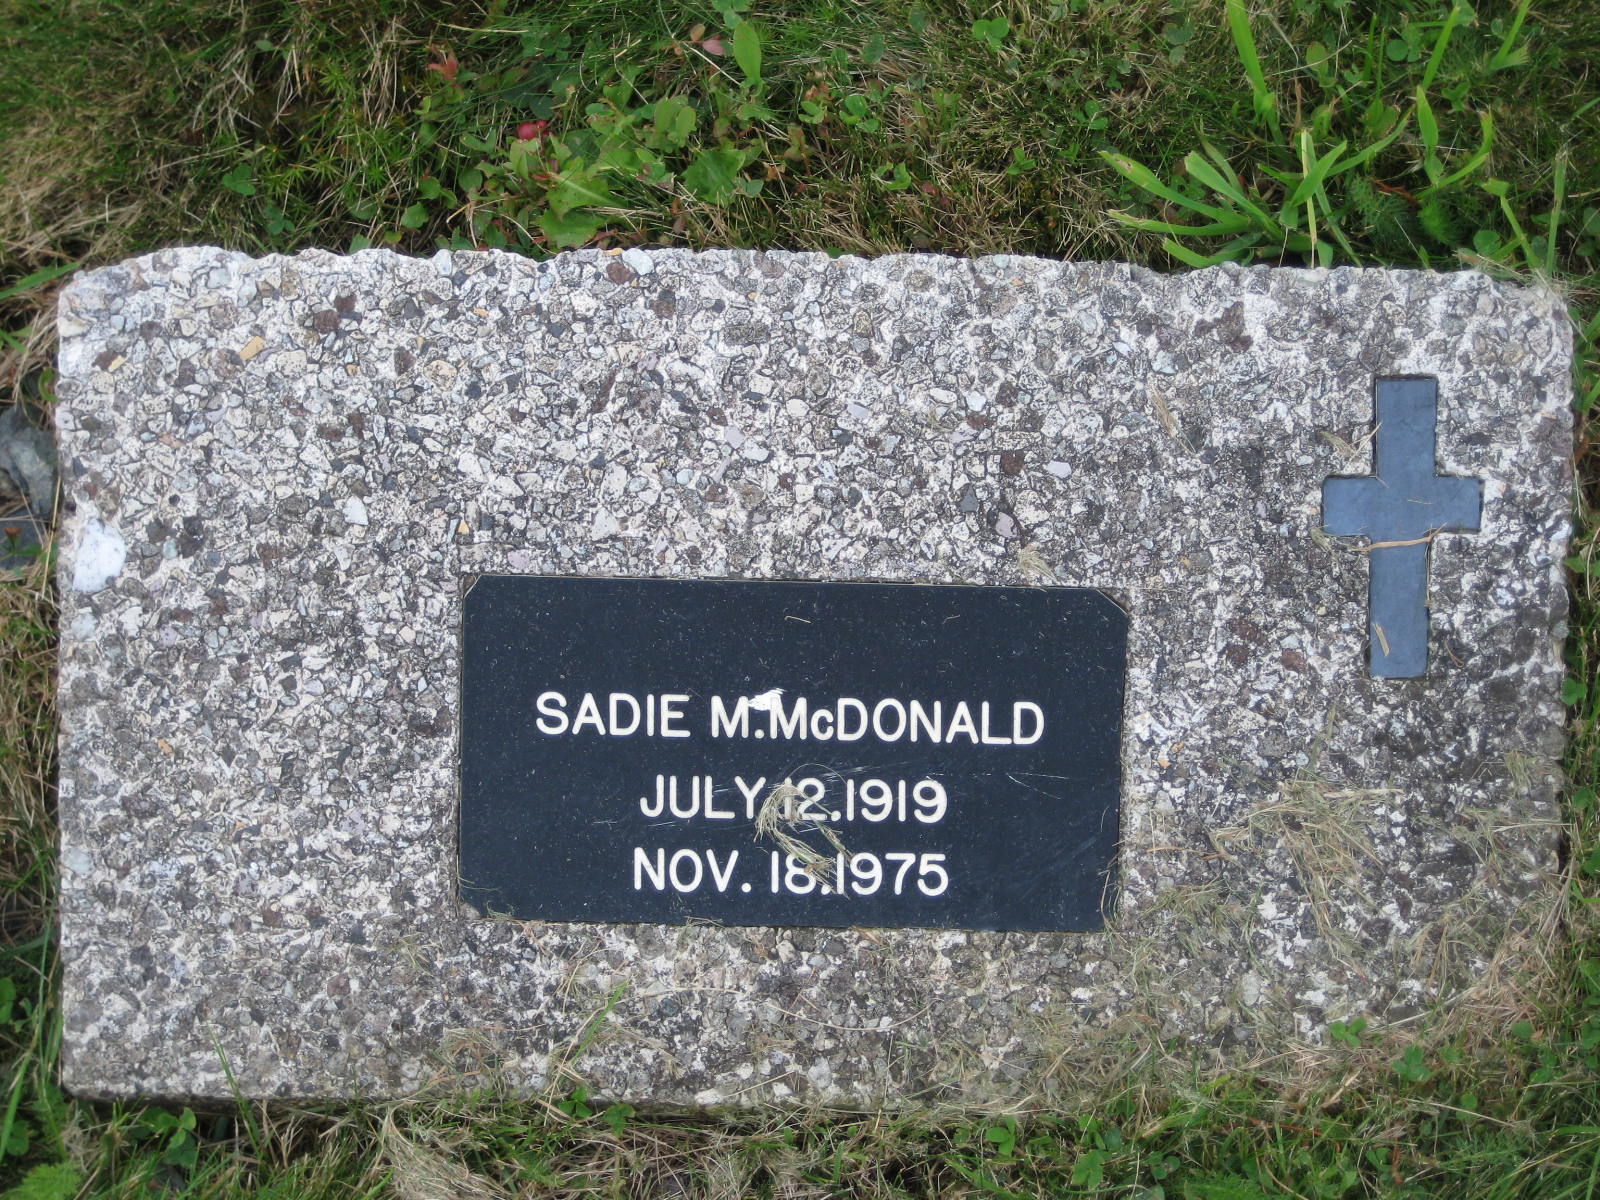 SADIE M.McDONALD
JULY 12.1919
NOV. 18.1975